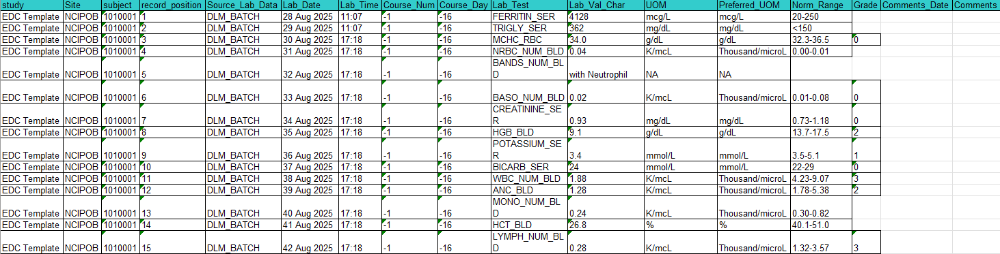 study Site subject record_position Source_Lab_Data Lab_Date Lab_Time Course_Num Course_Day Lab_Test Lab_Val_Char UOM Preferred_UOM Norm_Range Grade Comments_Date Comments
EDC Template NCIPOB 1010001 1 DLM_BATCH 28 Aug 2025 11:07 -1 -16 FERRITIN_SER 4128 mcg/L mcg/L 20-250
EDC Template NCIPOB 1010001 2 DLM_BATCH 29 Aug 2025 11:07 -1 -16 TRIGLY_SER 362 mg/dL mg/dL <150
EDC Template NCIPOB 1010001 3 DLM_BATCH 30 Aug 2025 17:18 -1 -16 MCHC_RBC 34.0 g/dL g/dL 32.3-36.5 0
EDC Template NCIPOB 1010001 4 DLM_BATCH 31 Aug 2025 17:18 -1 -16 NRBC_NUM_BLD 0.04 K/mcL Thousand/microL 0.00-0.01
BANDS_NUM_BL
EDC Template NCIPOB 1010001 5 DLM_BATCH 32 Aug 2025 17:18 -1 -16 D with Neutrophil NA NA
EDC Template NCIPOB 1010001 6 DLM_BATCH 33 Aug 2025 17:18 -1 -16 BASO_NUM_BLD 0.02 K/mcL Thousand/microL 0.01-0.08 0
CREATININE_SE
EDC Template NCIPOB 1010001 7 DLM_BATCH 34 Aug 2025 17:18 -1 -16 R 0.93 mg/dL mg/dL 0.73-1.18 0
EDC Template NCIPOB 1010001 8 DLM_BATCH 35 Aug 2025 17:18 -1 -16 HGB_BLD 9.1 g/dL g/dL 13.7-17.5 2
POTASSIUM_SE
EDC Template NCIPOB 1010001 9 DLM_BATCH 36 Aug 2025 17:18 -1 -16 R 3.4 mmol/L mmol/L 3.5-5.1 1
EDC Template NCIPOB 1010001 10 DLM_BATCH 37 Aug 2025 17:18 -1 -16 BICARB_SER 24 mmol/L mmol/L 22-29 0
EDC Template NCIPOB 1010001 11 DLM_BATCH 38 Aug 2025 17:18 -1 -16 WBC_NUM_BLD 1.88 K/mcL Thousand/microL 4.23-9.07 3
EDC Template NCIPOB 1010001 12 DLM_BATCH 39 Aug 2025 17:18 -1 -16 ANC_BLD 1.28 K/mcL Thousand/microL 1.78-5.38 2
MONO_NUM_BL
EDC Template NCIPOB 1010001 13 DLM_BATCH 40 Aug 2025 17:18 -1 -16 D 0.24 K/mcL Thousand/microL 0.30-0.82
EDC Template NCIPOB 1010001 14 DLM_BATCH 41 Aug 2025 17:18 -1 -16 HCT_BLD 26.8 % % 40.1-51.0
LYMPH_NUM_BL
EDC Template NCIPOB 1010001 15 DLM_BATCH 42 Aug 2025 17:18 -1 -16 D 0.28 K/mcL Thousand/microL 1.32-3.57 3